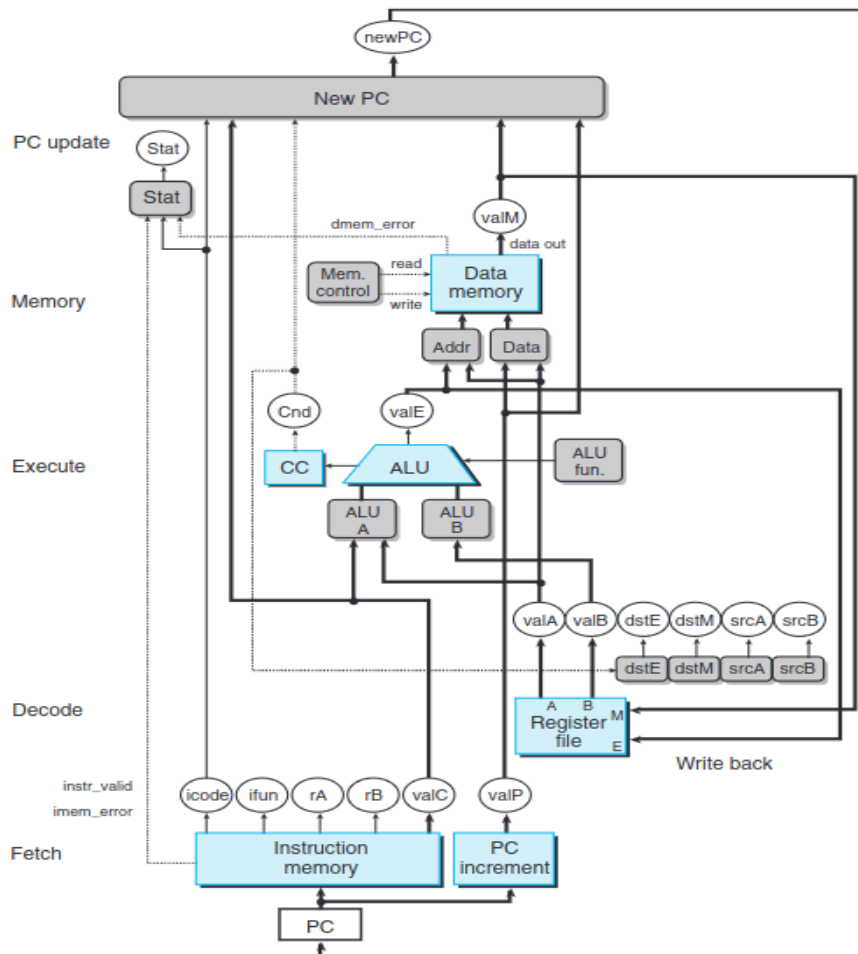 newPC
New PC
PC update
Stat
Stat
valM
dmem_error
data out
read
Mem.
control
Data
memory
write
Memory
Addr
Data
Cnd
valE
Execute
CC
ALU
ALU
fun.
ALU
A
ALU
B
valA
valB
dstE
dstM
srcA
srcB
dstE
dstM
srcA
srcB
Decode
A
B
M
Register
file
E
Write back
instr_valid
imem_error
icode
ifun
rA
rB
valC
valP
Fetch
Instruction
memory
PC
increment
PC